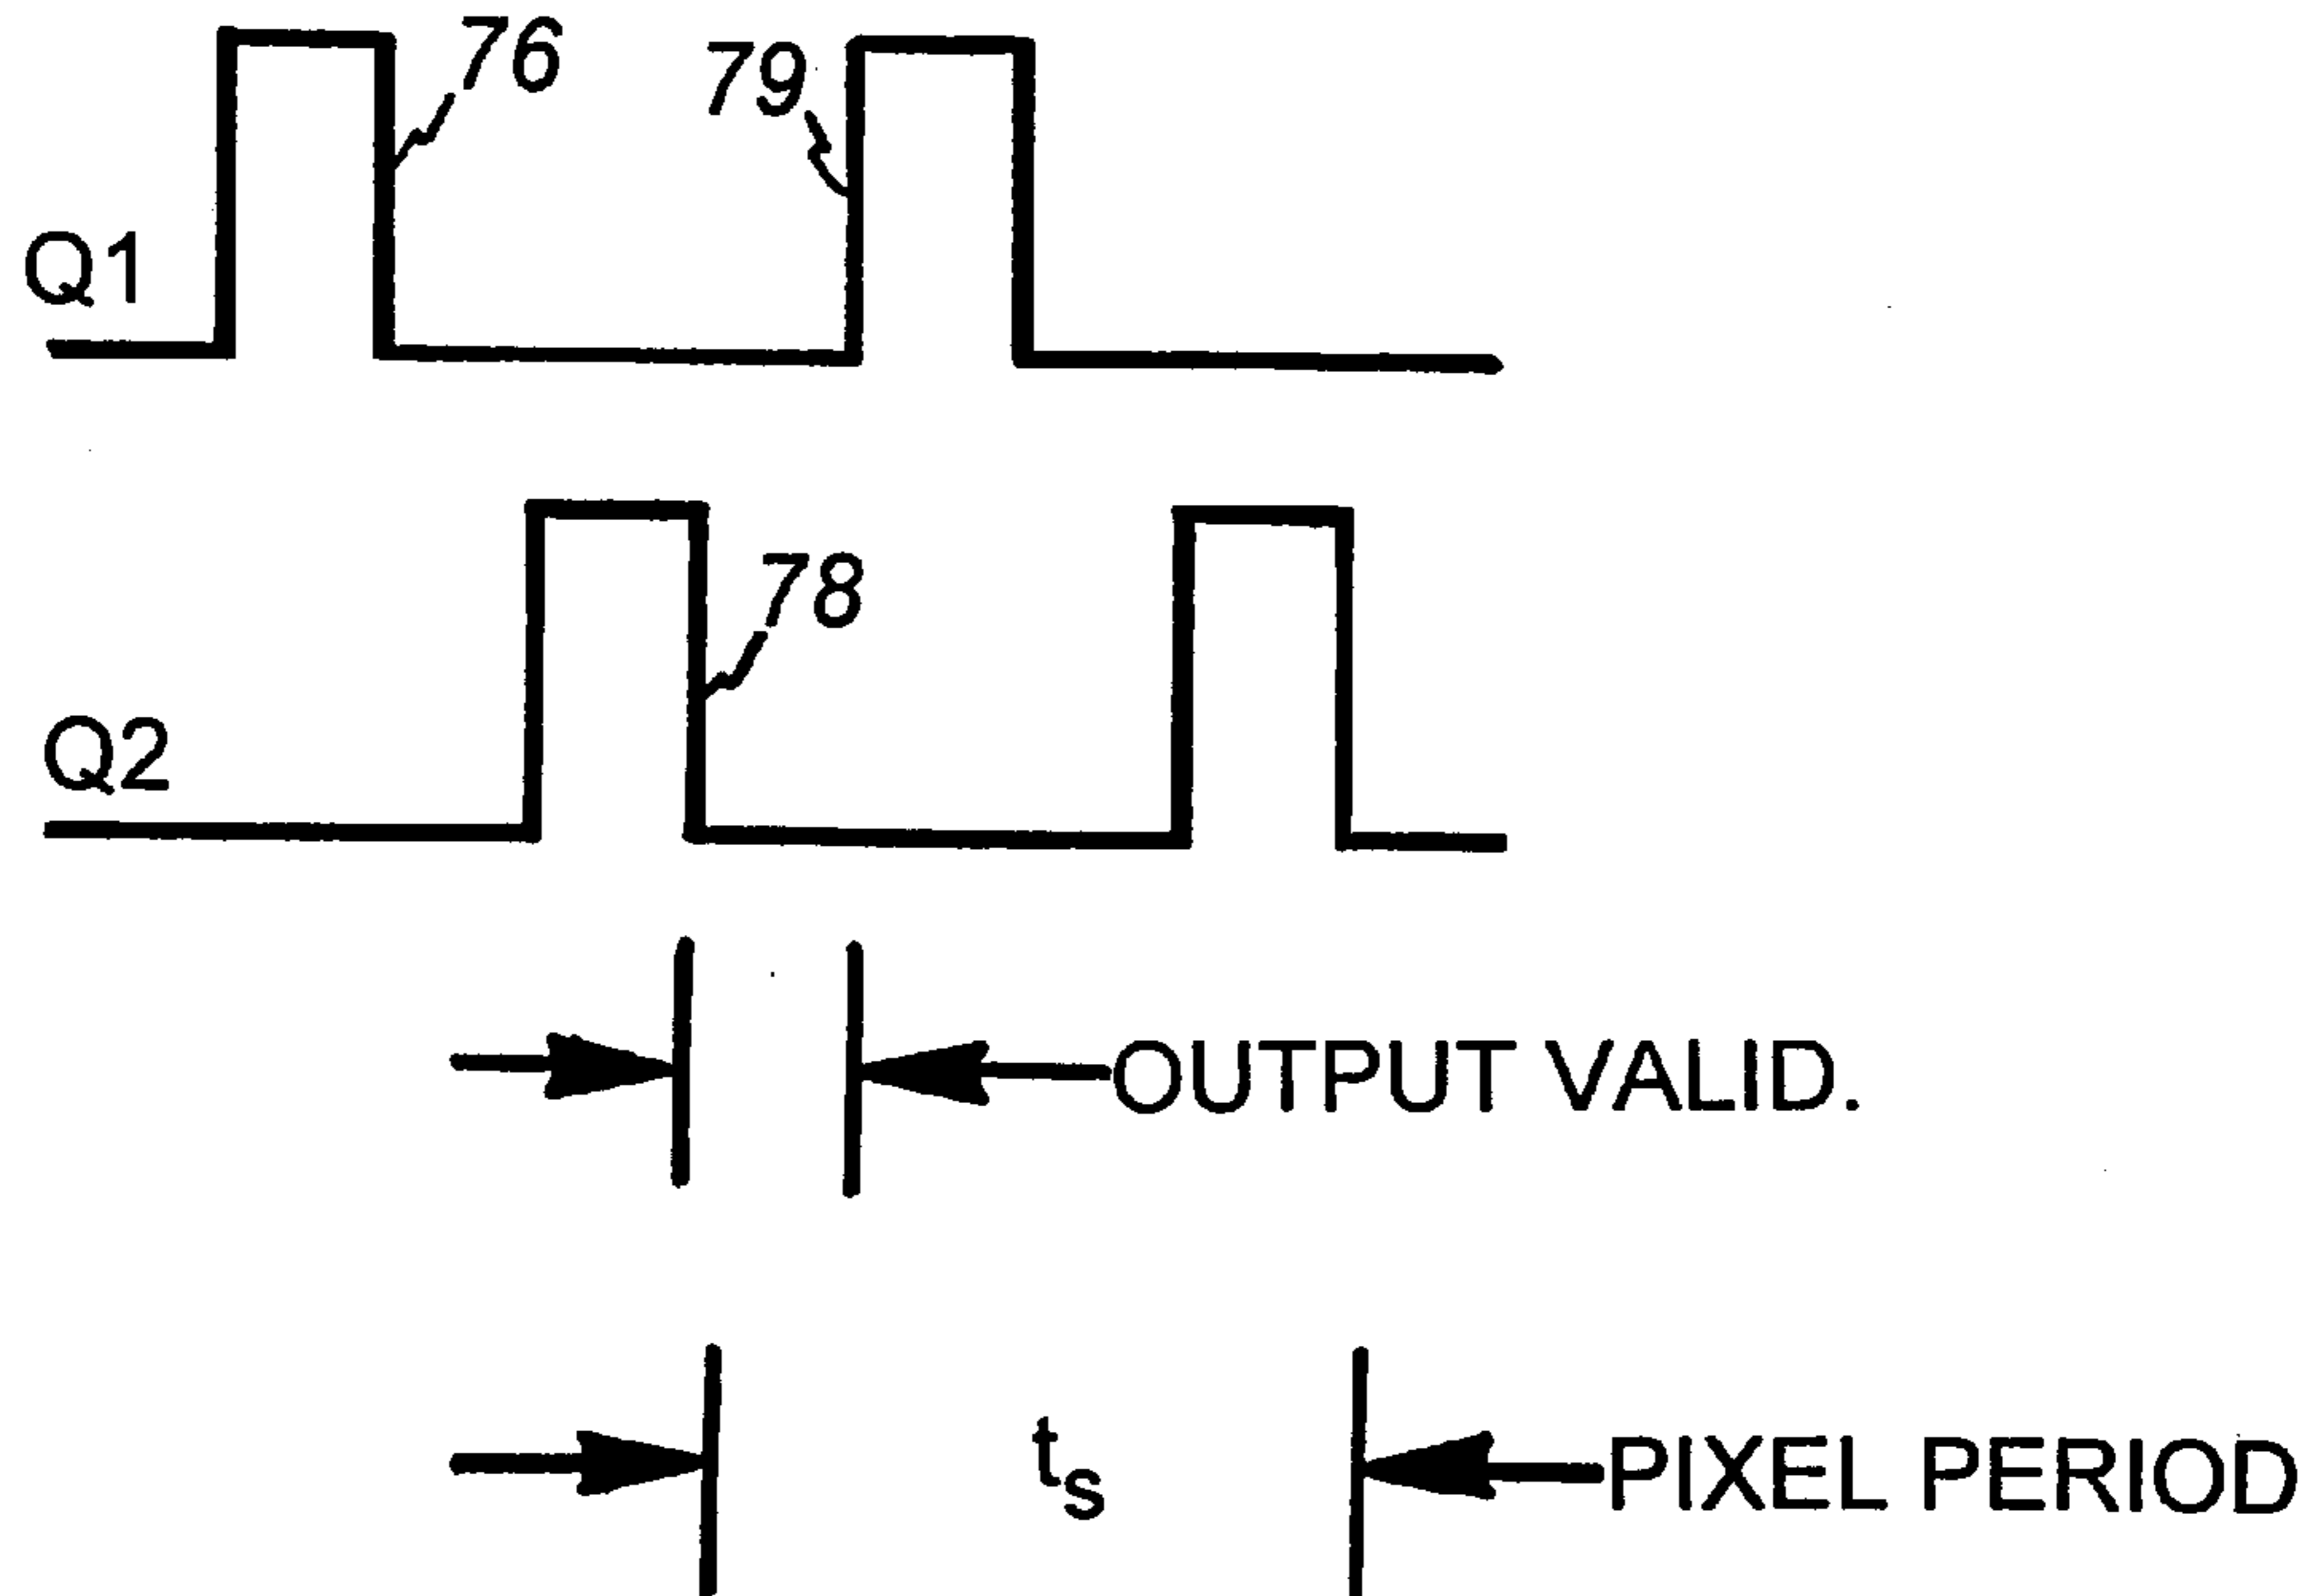 76
79
Q1
78
Q2
OUTPUT VALID.
ts
PIXEL PERIOD